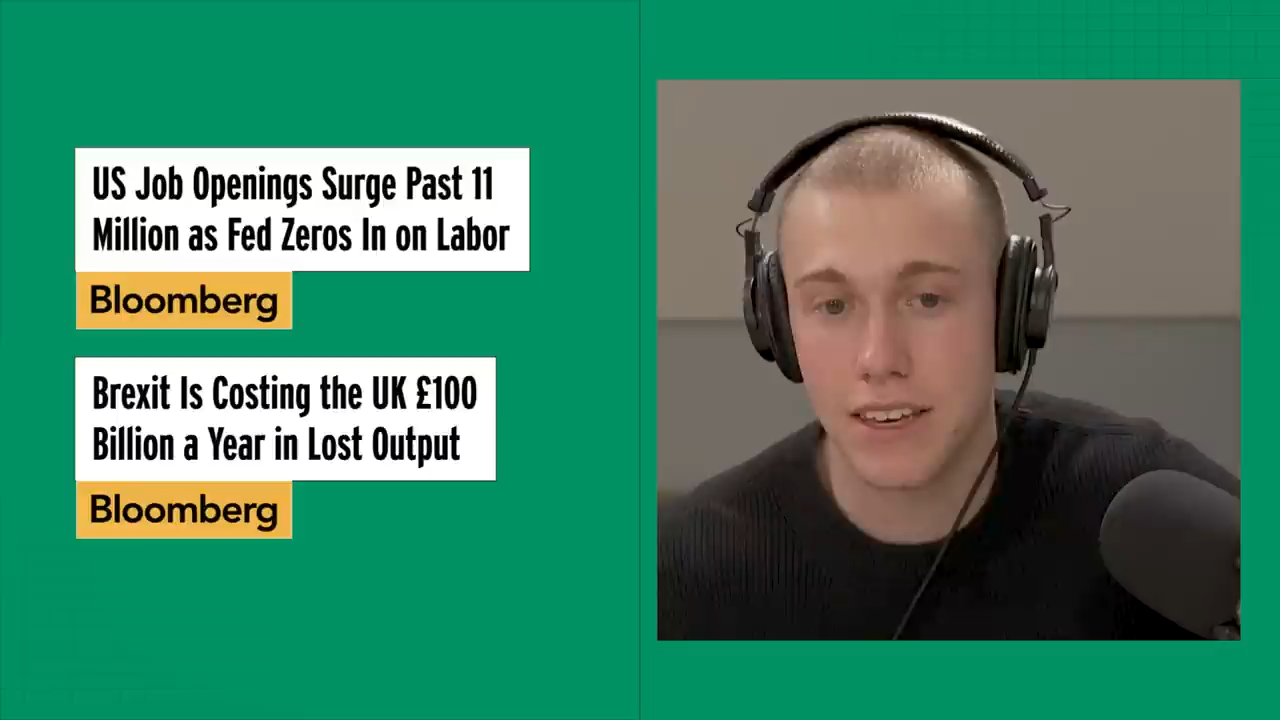 US Job Openings Surge Past 11
Million as Fed Zeros In on Labor
Bloomberg
Brexit Is Costing the UK £100
Billion a Year in Lost Output
Bloomberg